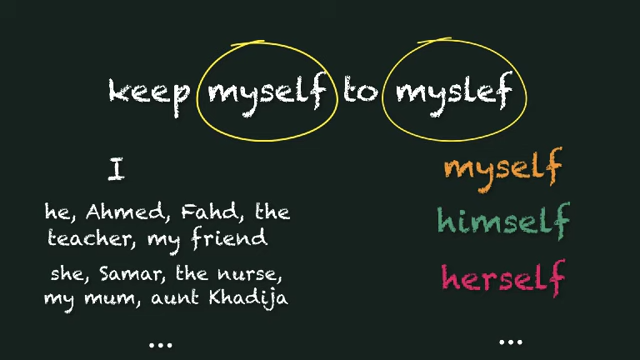 keep myself to myslef
I
myself
he, Ahmed, Fahd, the
teacher, my friend
himself
she, Samar, the nurse,
my mum, aunt Khadija
herself
...
...